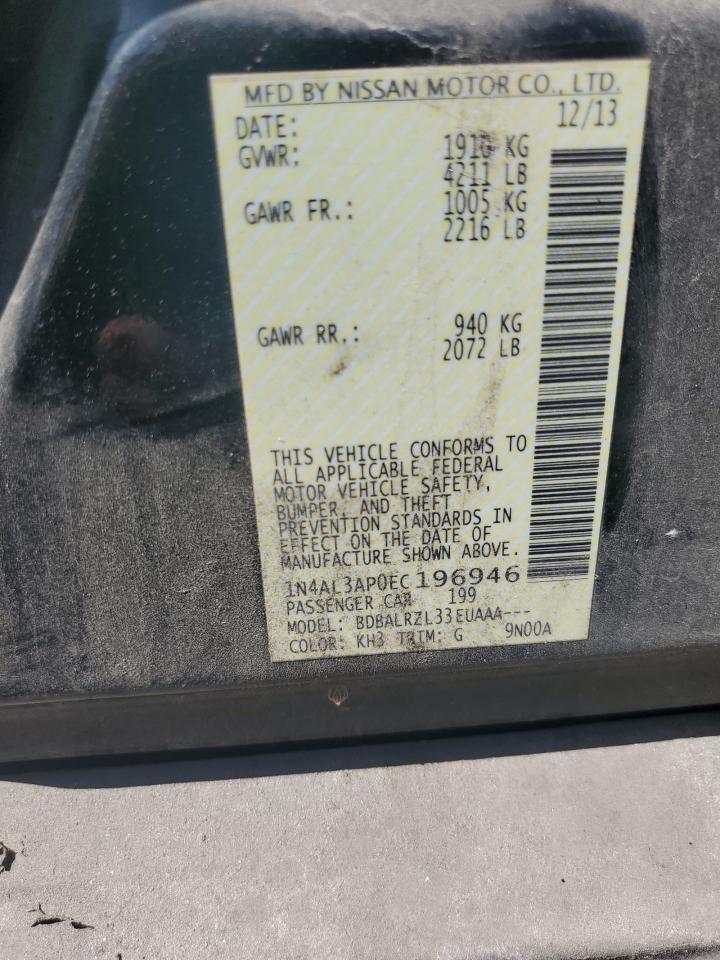 MFD BY NISSAN MOTOR CO., LTD.
DATE: 12/13
GVWR: 1910 KG
4211 LB
GAWR FR.: 1005 KG
2216 LB
GAWR RR.: 940 KG
2072 LB
THIS VEHICLE CONFORMS TO
ALL APPLICABLE FEDERAL
MOTOR VEHICLE SAFETY,
BUMPER, AND THEFT
PREVENTION STANDARDS IN
EFFECT ON THE DATE OF
MANUFACTURE SHOWN ABOVE.
1N4AL3AP0EC196946
PASSENGER CAR 199
MODEL: BDBALRZL33EUAAA---
COLOR: KH3 TRIM: G 9N00A